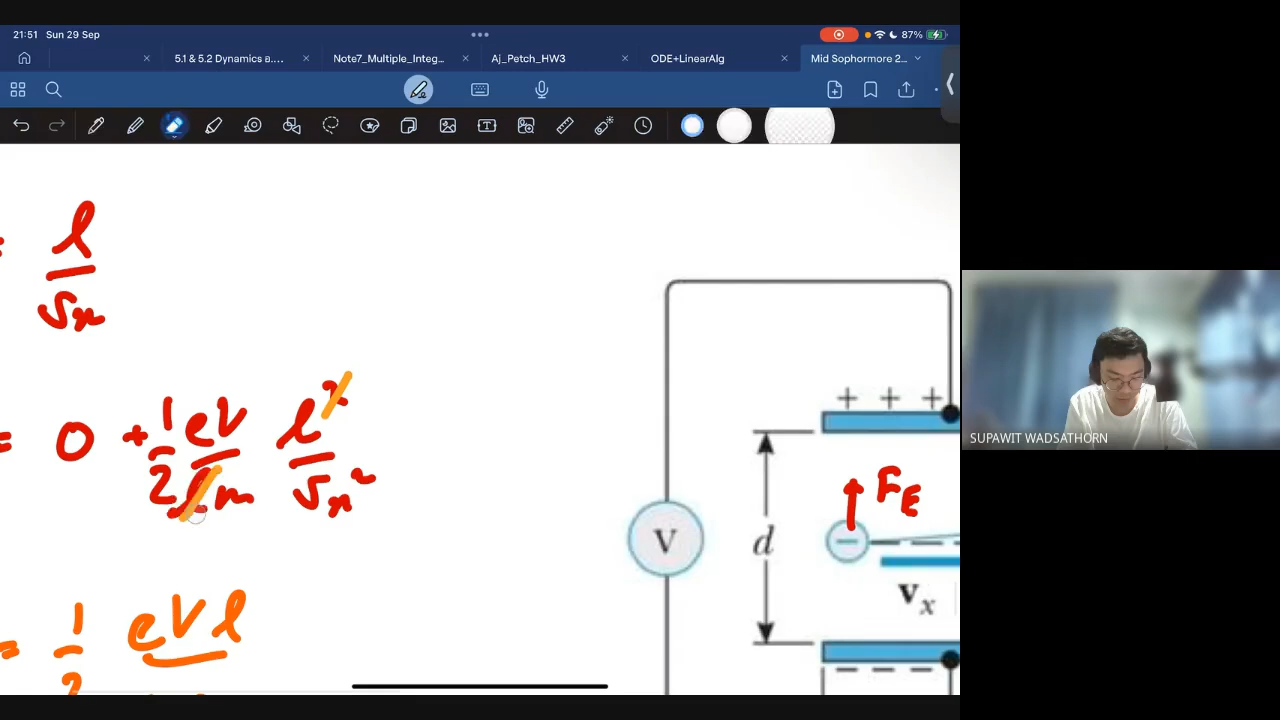 21:51 Sun 29 Sep
87%
5.1 & 5.2 Dynamics a....
Note7_Multiple_Integ...
Aj_Petch_HW3
ODE+LinearAlg
Mid Sophormore 2...
l
vx
= 0 + 1 eV l²
2 m vx²
= 1 eVl
2
+ + +
V
d
FE
−
vx
SUPAWIT WADSATHORN